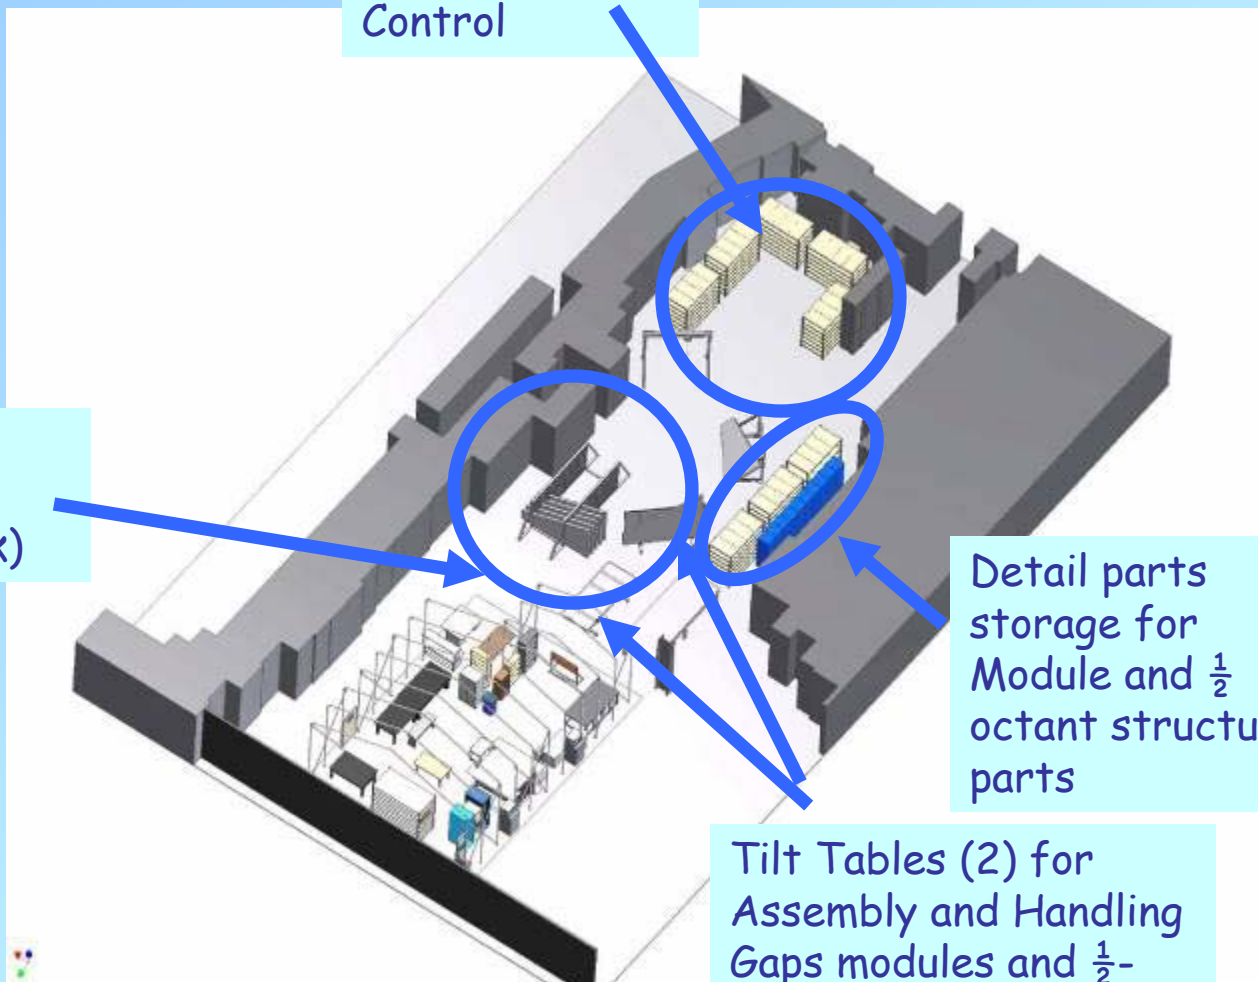 Control
x)
Detail parts
storage for
Module and ½
octant structu
parts
Tilt Tables (2) for
Assembly and Handling
Gaps modules and ½-